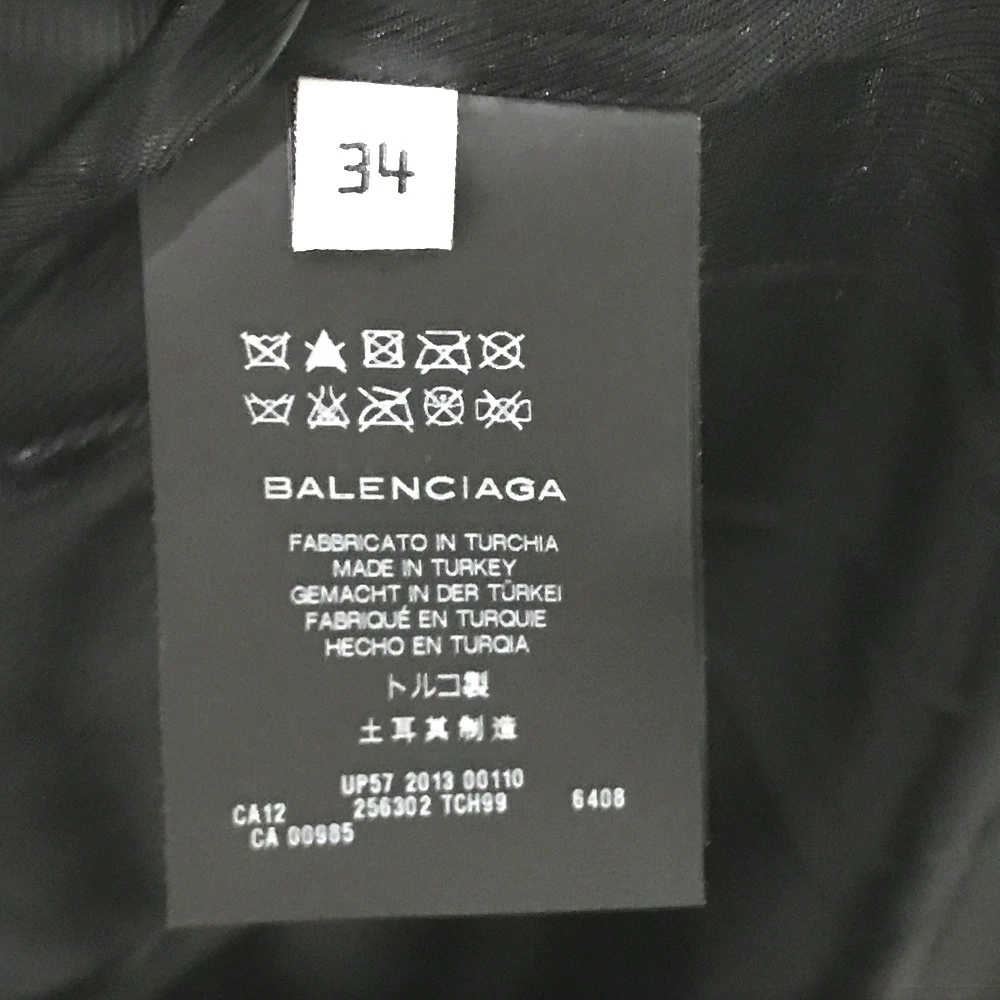 34
BALENCIAGA
FABBRICATO IN TURCHIA
MADE IN TURKEY
GEMACHT IN DER TÜRKEI
FABRIQUÉ EN TURQUIE
HECHO EN TURQIA
トルコ製
土耳其制造
UP57 2013 00110
CA12 256302 TCH99 6408
CA 00985